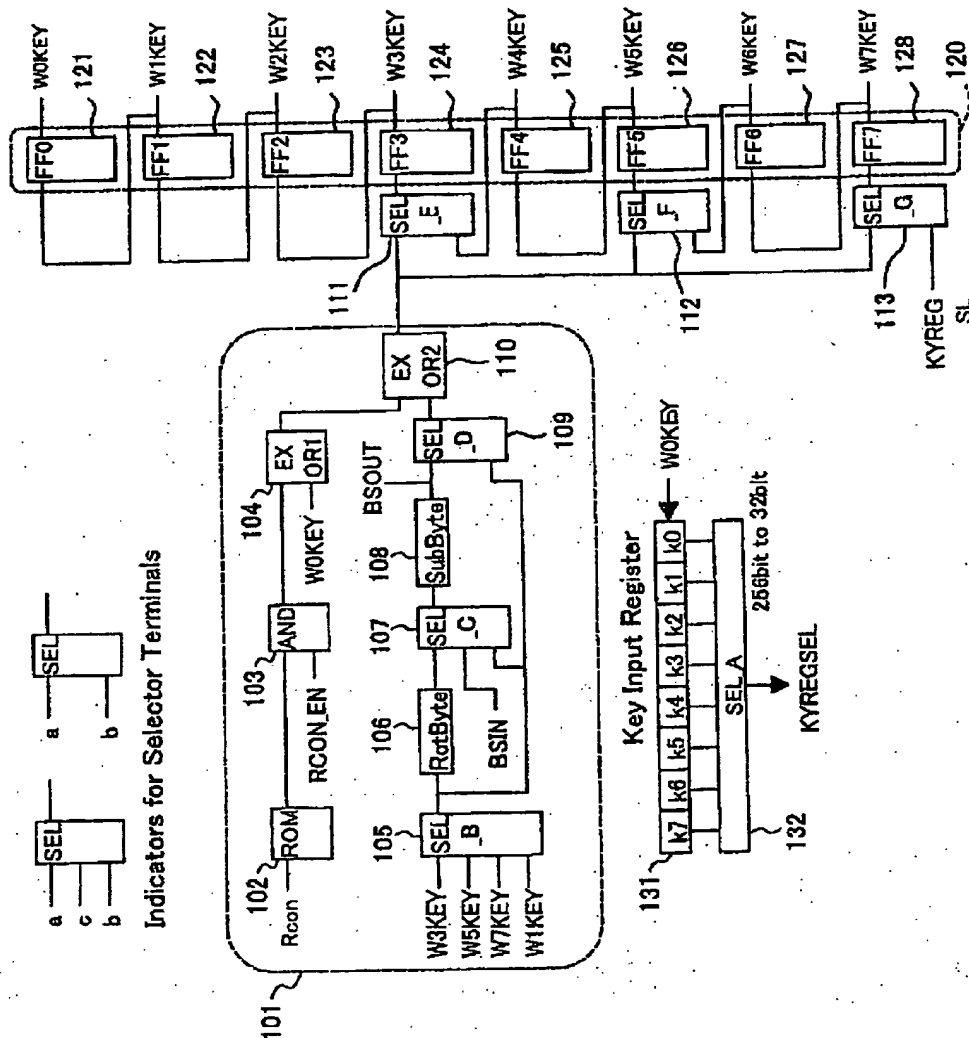 a
c
b
SEL
a
b
SEL
Indicators for Selector Terminals
101
Rcon
102
ROM
103
AND
RCON_EN
104
EX
OR1
W0KEY
W3KEY
W5KEY
W7KEY
W1KEY
105
SEL
_B
106
RotByte
BSIN
107
SEL
_C
108
SubByte
BSOUT
SEL
_D
109
EX
OR2
110
111
SEL
_E
112
SEL
_F
113
SEL
_G
KYREG
FF0
W0KEY
121
FF1
W1KEY
122
FF2
W2KEY
123
FF3
W3KEY
124
FF4
W4KEY
125
FF5
W5KEY
126
FF6
W6KEY
127
FF7
W7KEY
128
120
Key Input Register
131
k7 k6 k5 k4 k3 k2 k1 k0
W0KEY
132
SEL_A
256bit to 32bit
KYREGSEL